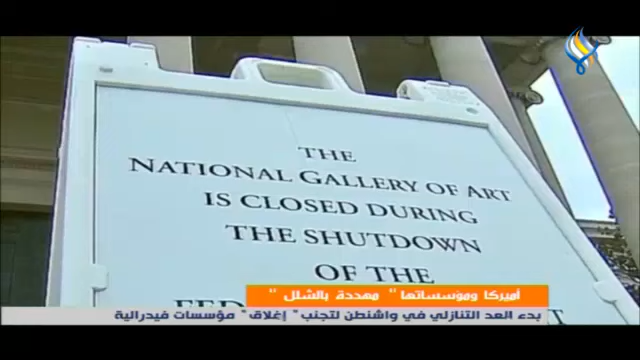 THE
NATIONAL GALLERY OF ART
IS CLOSED DURING
THE SHUTDOWN
OF THE
أميركا ومؤسساتها " مهددة بالشلل "
بدء العد التنازلي في واشنطن لتجنب " إغلاق " مؤسسات فيدرالية